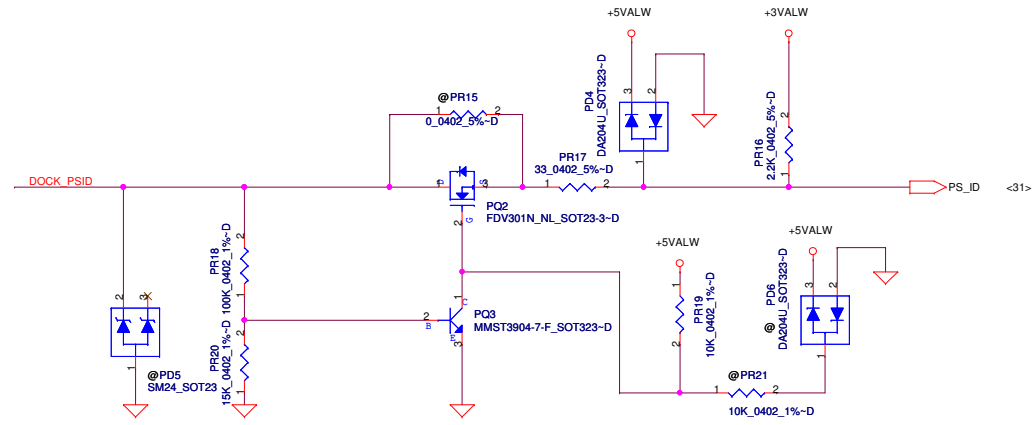 +5VALW
+3VALW
@PR15
1
2
0_0402_5%~D
PD4
DA204U_SOT323~D
3
2
1
PR16
2.2K_0402_5%~D
2
1
PR17
33_0402_5%~D
1
2
DOCK_PSID
1
D
S
3
PQ2
FDV301N_NL_SOT23-3~D
G
2
PS_ID
<31>
PR18
100K_0402_1%~D
2
1
+5VALW
+5VALW
PR19
10K_0402_1%~D
1
2
@
PD6
DA204U_SOT323~D
3
2
1
2
3
1
@PD5
SM24_SOT23
PR20
15K_0402_1%~D
2
1
2
B
1
C
E
3
PQ3
MMST3904-7-F_SOT323~D
@PR21
1
2
10K_0402_1%~D